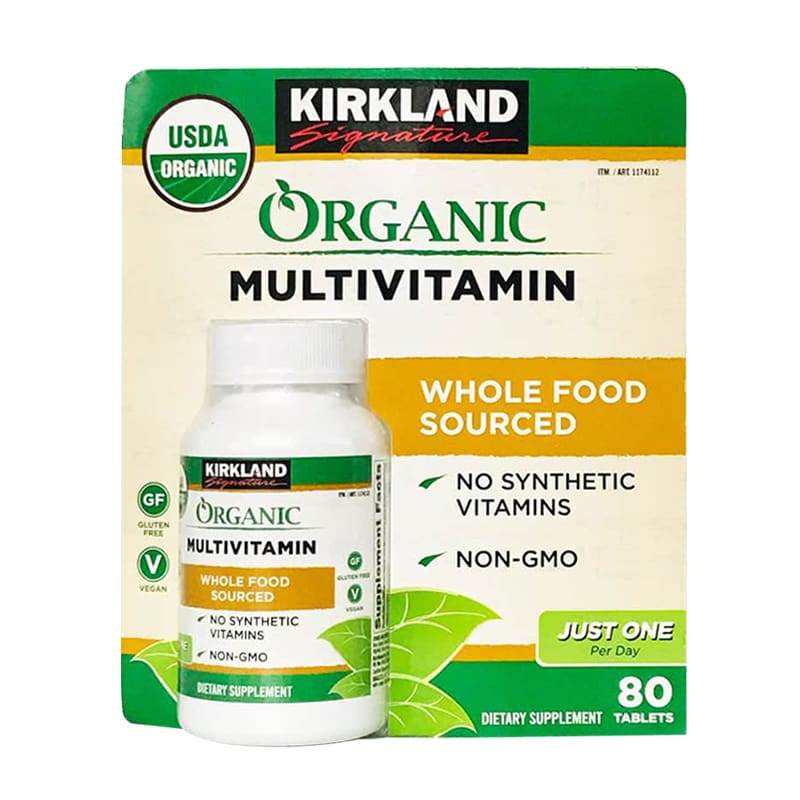 KIRKLAND
Signature
USDA
ORGANIC
ITM. / ART. 1174112
ORGANIC
MULTIVITAMIN
WHOLE FOOD
SOURCED
NO SYNTHETIC
VITAMINS
NON-GMO
GF
GLUTEN
FREE
V
VEGAN
JUST ONE
Per Day
80
TABLETS
DIETARY SUPPLEMENT
KIRKLAND
Signature
ORGANIC
MULTIVITAMIN
WHOLE FOOD
SOURCED
NO SYNTHETIC
VITAMINS
NON-GMO
GF
GLUTEN FREE
V
VEGAN
DIETARY SUPPLEMENT
Supplement Facts